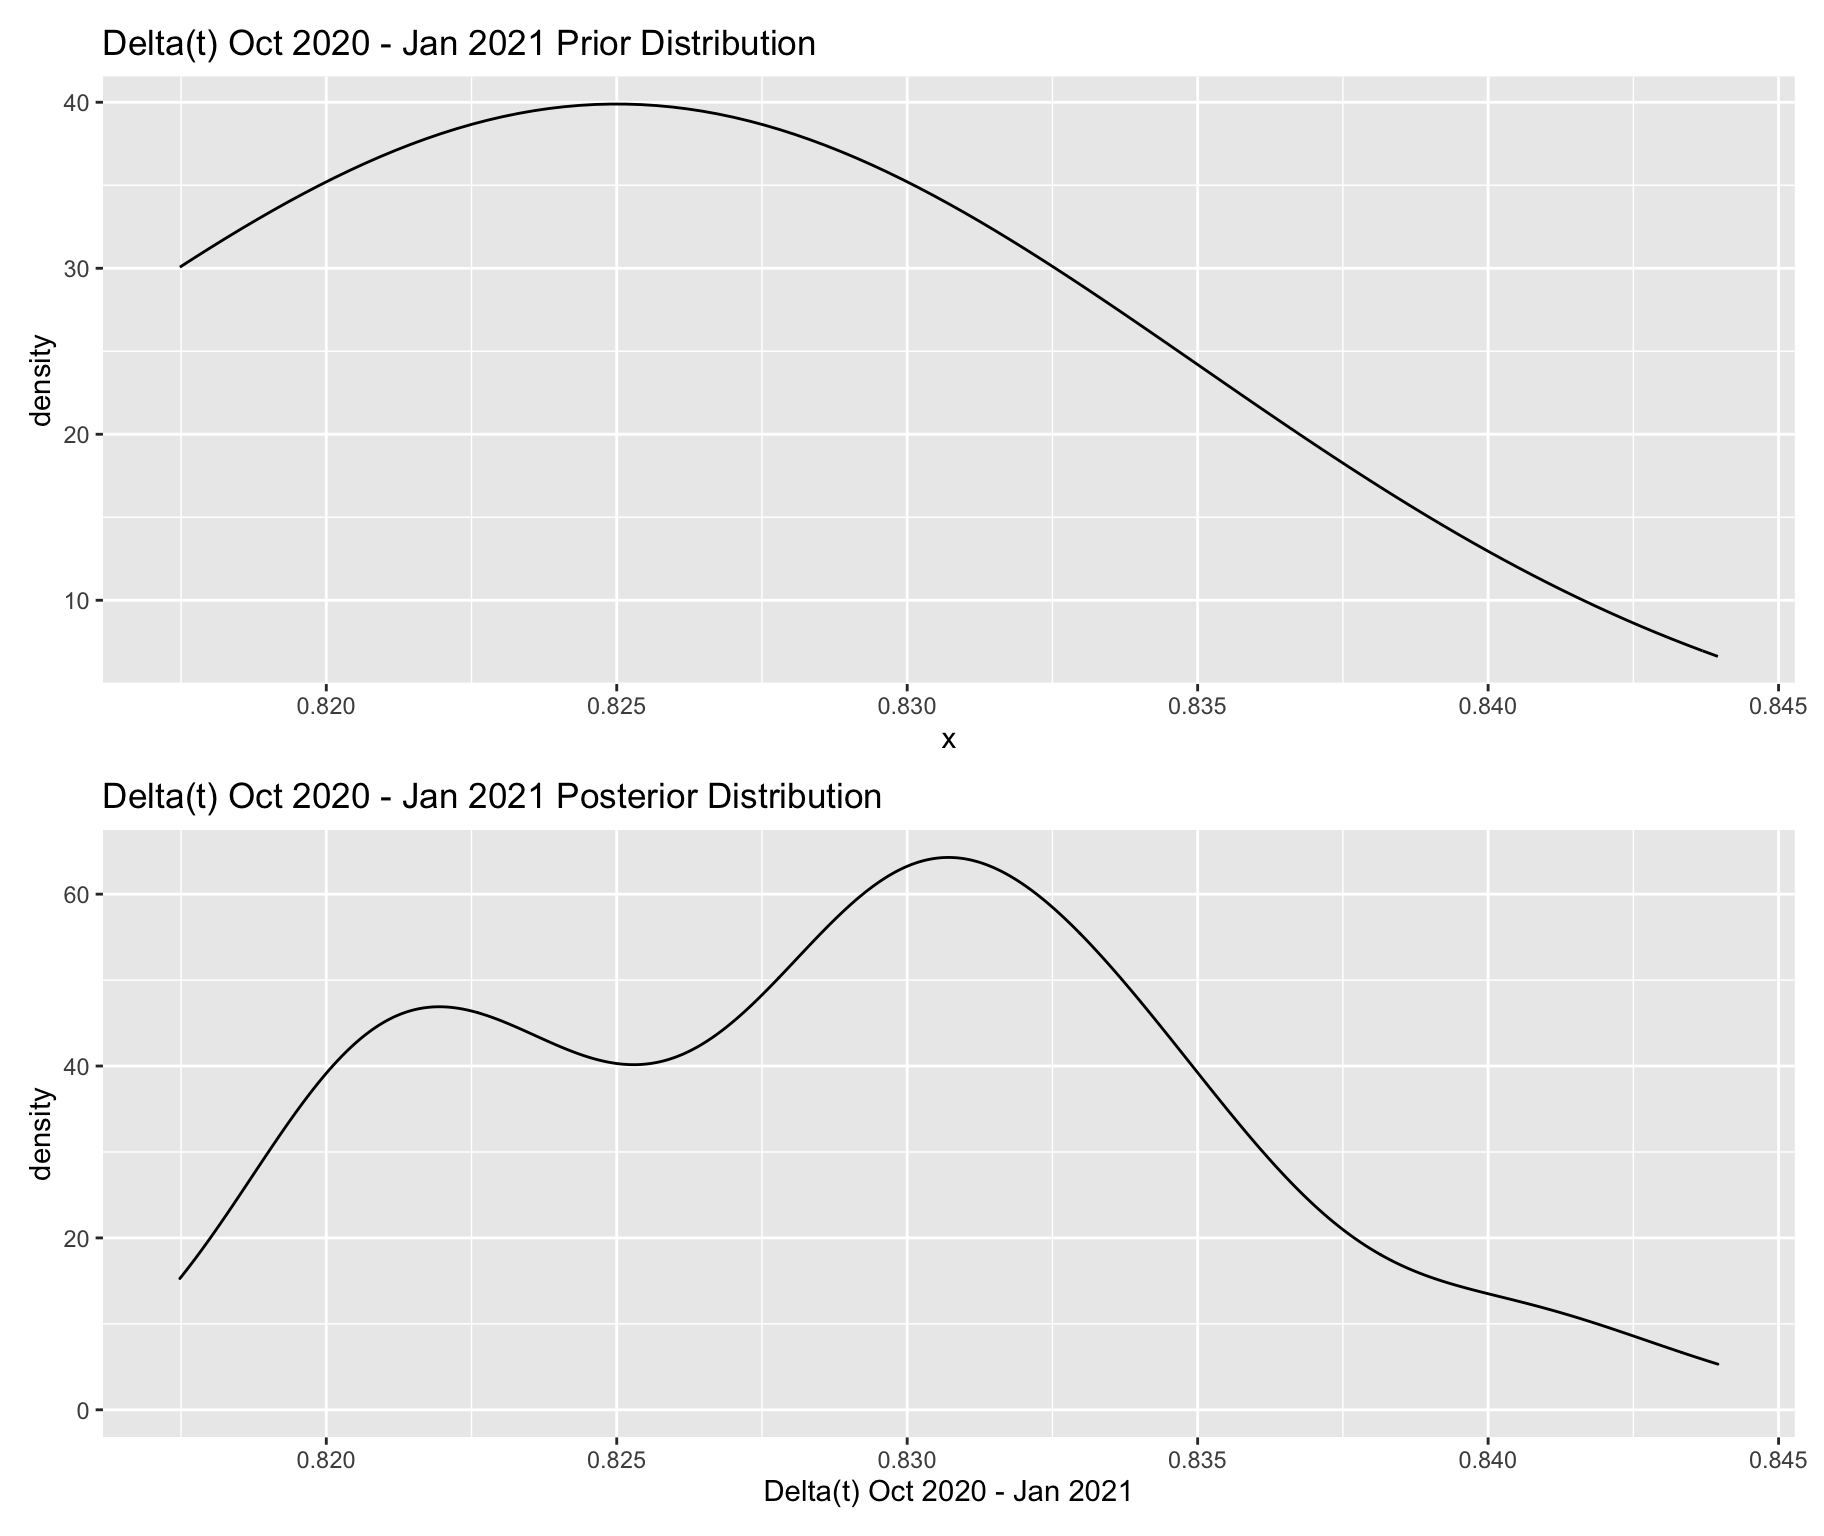 Delta(t) Oct 2020 - Jan 2021 Prior Distribution
40
30
20
10
density
0.820 0.825 0.830 0.835 0.840 0.845
x
Delta(t) Oct 2020 - Jan 2021 Posterior Distribution
60
40
20
0
density
0.820 0.825 0.830 0.835 0.840 0.845
Delta(t) Oct 2020 - Jan 2021